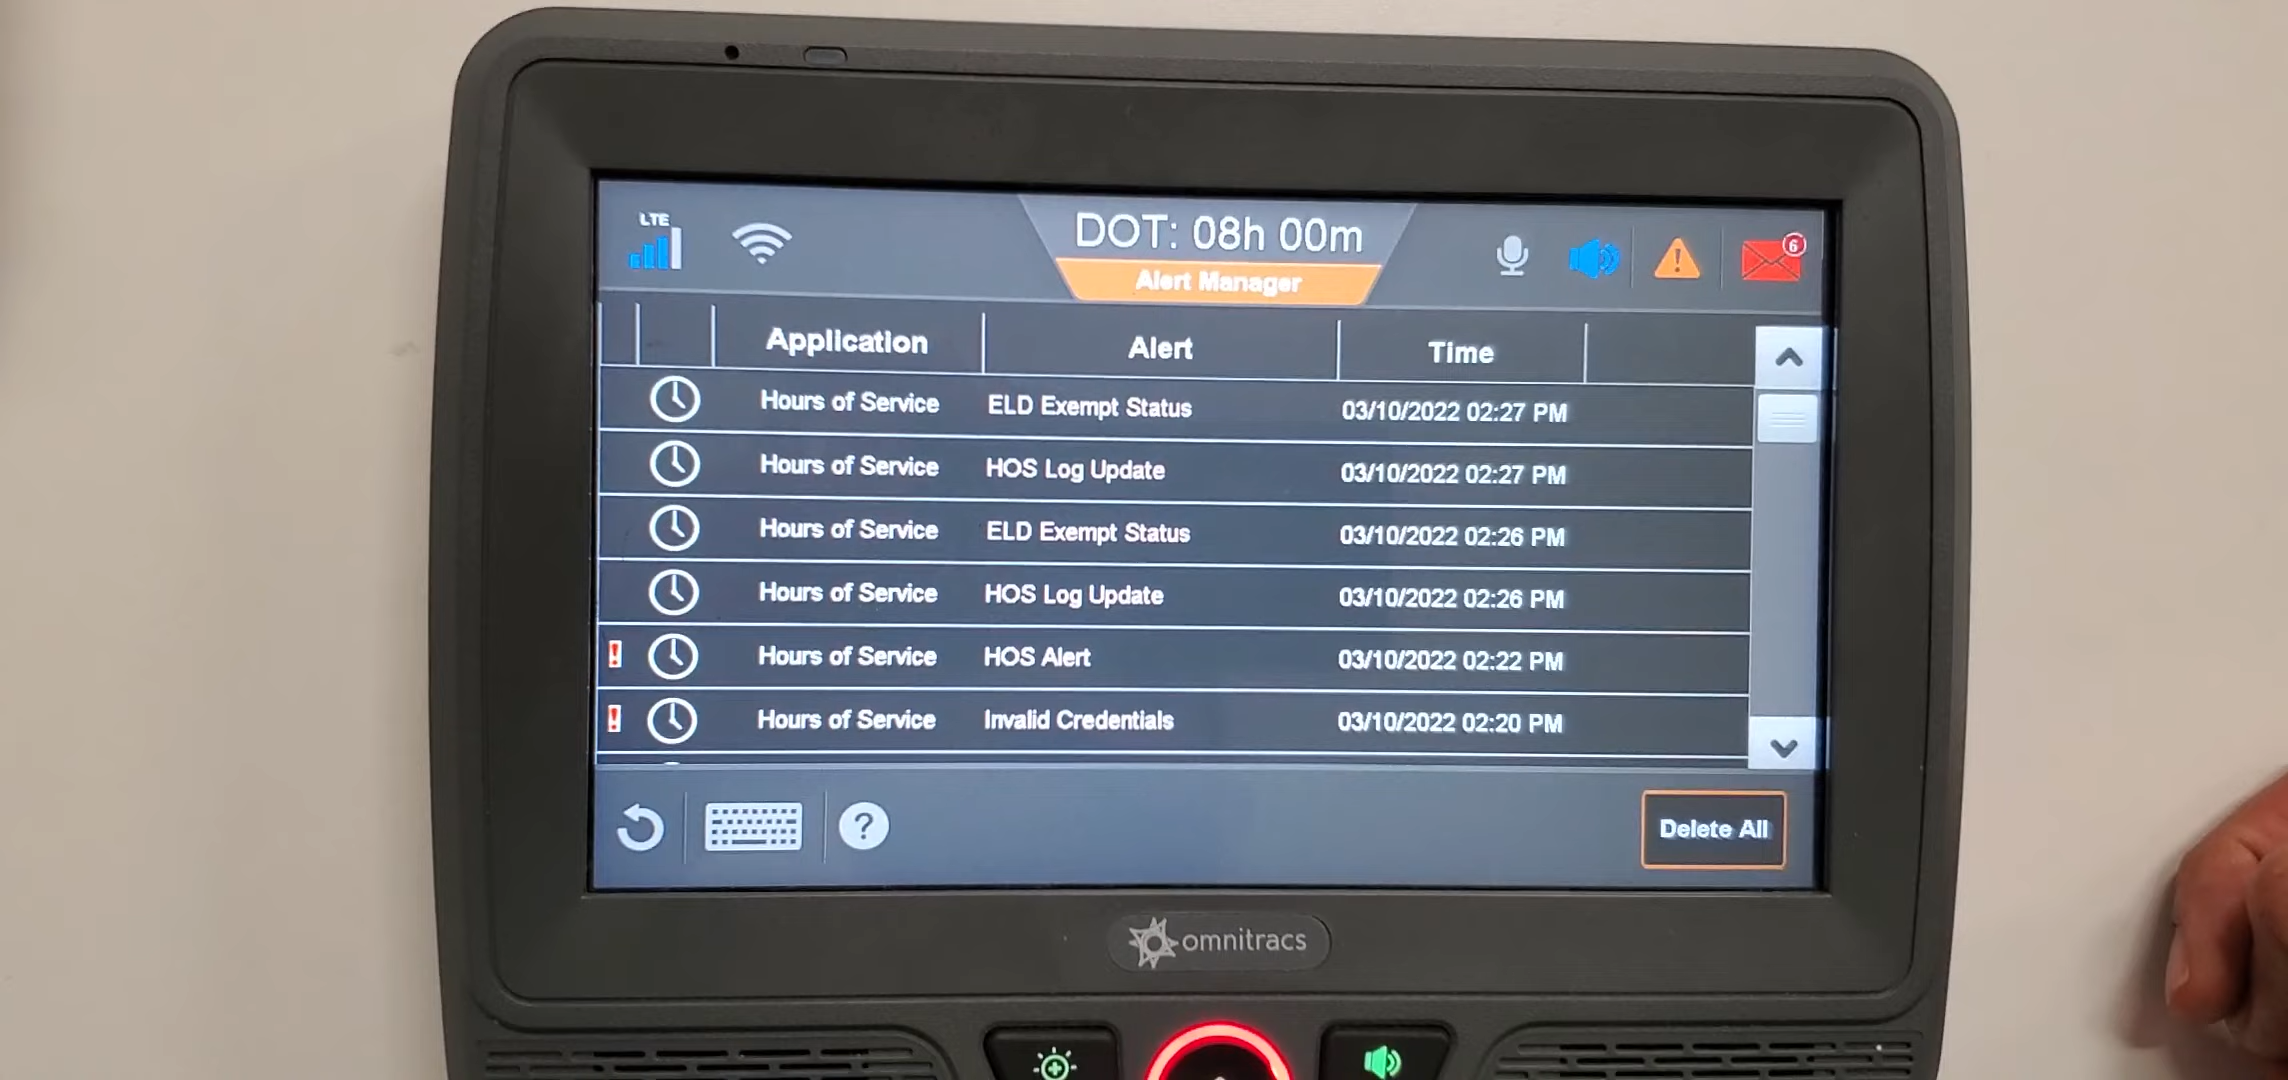 LTE
DOT: 08h 00m
6
Alert Manager
Application Alert Time
Hours of Service ELD Exempt Status 03/10/2022 02:27 PM
Hours of Service HOS Log Update 03/10/2022 02:27 PM
Hours of Service ELD Exempt Status 03/10/2022 02:26 PM
Hours of Service HOS Log Update 03/10/2022 02:26 PM
! Hours of Service HOS Alert 03/10/2022 02:22 PM
! Hours of Service Invalid Credentials 03/10/2022 02:20 PM
? Delete All
omnitracs